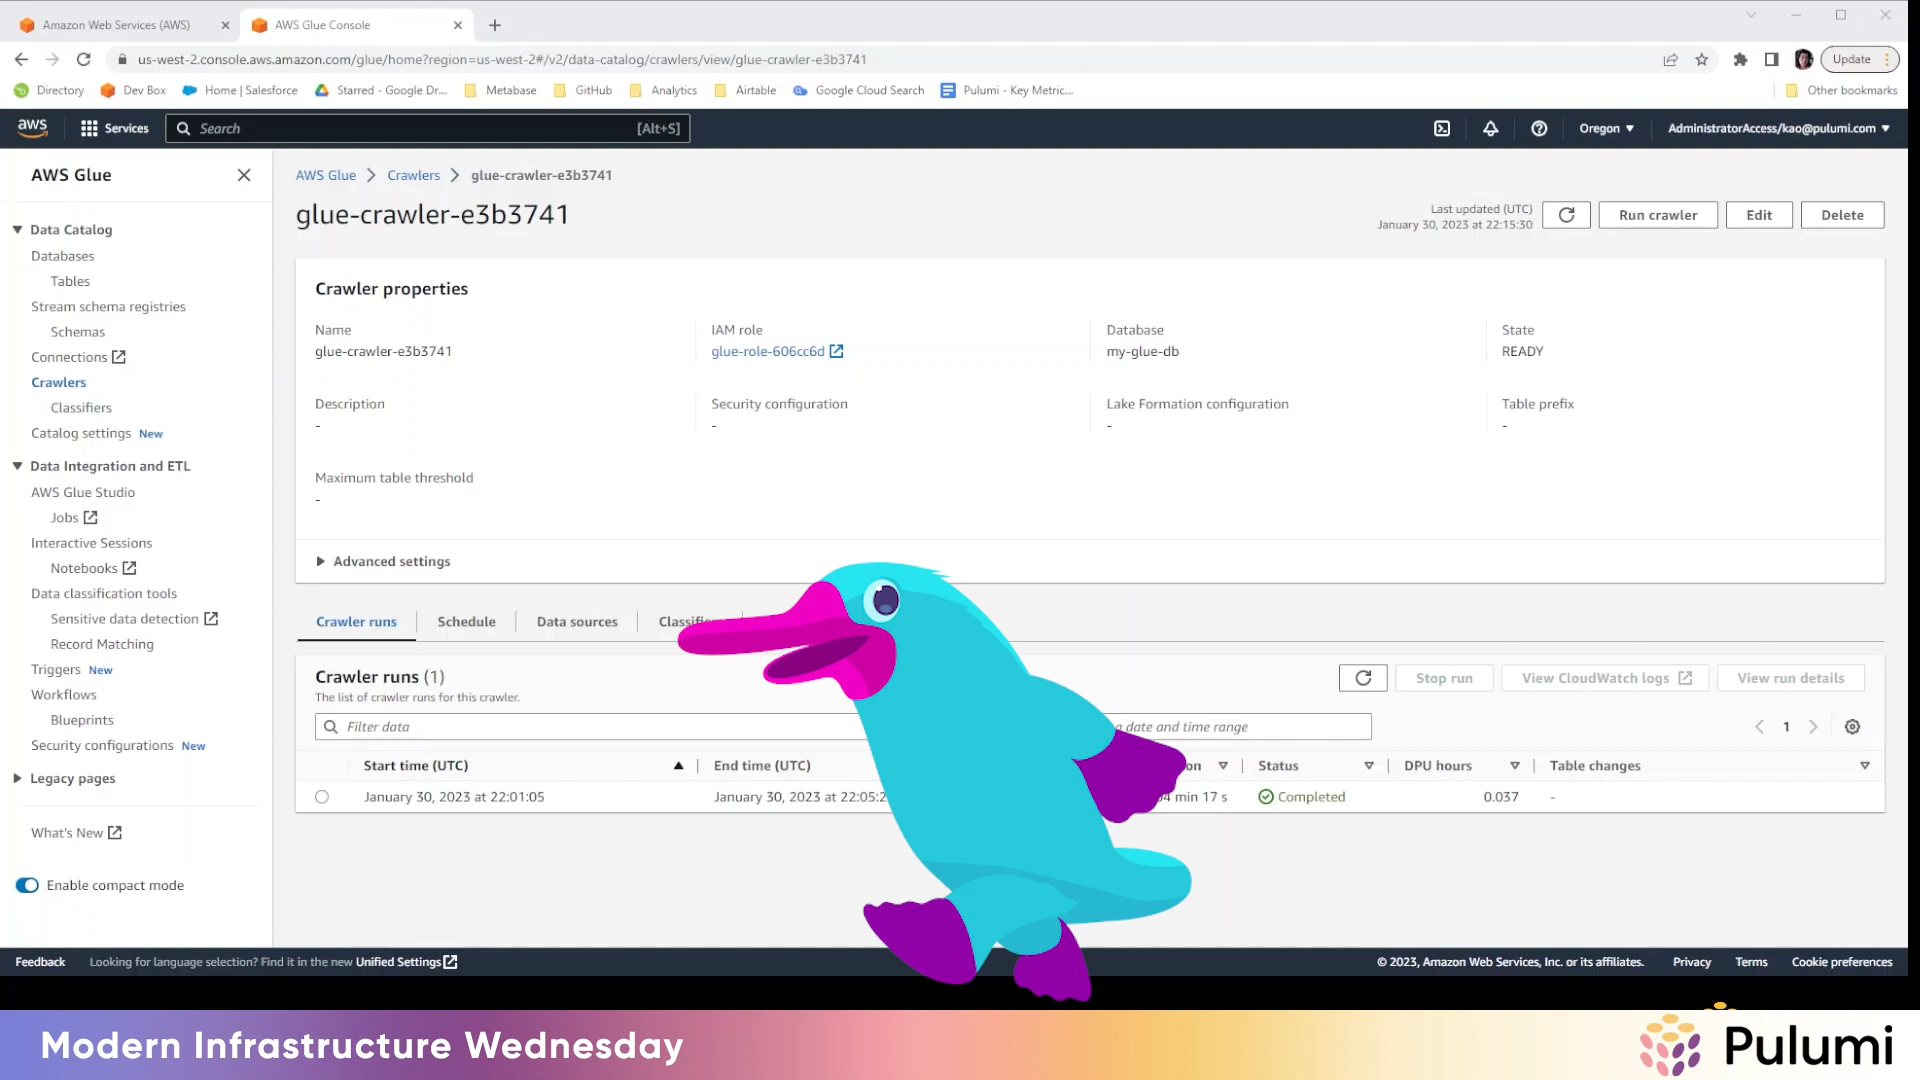 Amazon Web Services (AWS)
AWS Glue Console
us-west-2.console.aws.amazon.com/glue/home?region=us-west-2#/v2/data-catalog/crawlers/view/glue-crawler-e3b3741
Update
Directory
Dev Box
Home | Salesforce
Starred - Google Dr...
Metabase
GitHub
Analytics
Airtable
Google Cloud Search
Pulumi - Key Metric...
Other bookmarks
aws
Services
Search
[Alt+S]
Oregon
AdministratorAccess/kao@pulumi.com
AWS Glue
Data Catalog
Databases
Tables
Stream schema registries
Schemas
Connections
Crawlers
Classifiers
Catalog settings New
Data Integration and ETL
AWS Glue Studio
Jobs
Interactive Sessions
Notebooks
Data classification tools
Sensitive data detection
Record Matching
Triggers New
Workflows
Blueprints
Security configurations New
Legacy pages
What's New
Enable compact mode
AWS Glue
Crawlers
glue-crawler-e3b3741
glue-crawler-e3b3741
Last updated (UTC)
January 30, 2023 at 22:15:30
Run crawler
Edit
Delete
Crawler properties
Name
glue-crawler-e3b3741
IAM role
glue-role-606cc6d
Database
my-glue-db
State
READY
Description
-
Security configuration
-
Lake Formation configuration
-
Table prefix
-
Maximum table threshold
-
Advanced settings
Crawler runs
Schedule
Data sources
Crawler runs (1)
The list of crawler runs for this crawler.
Stop run
View CloudWatch logs
View run details
Filter data
date and time range
1
Start time (UTC)
End time (UTC)
Status
DPU hours
Table changes
January 30, 2023 at 22:01:05
January 30, 2023 at 22:05:2
min 17 s
Completed
0.037
-
Feedback
Looking for language selection? Find it in the new Unified Settings
© 2023, Amazon Web Services, Inc. or its affiliates.
Privacy
Terms
Cookie preferences
Modern Infrastructure Wednesday
Pulumi